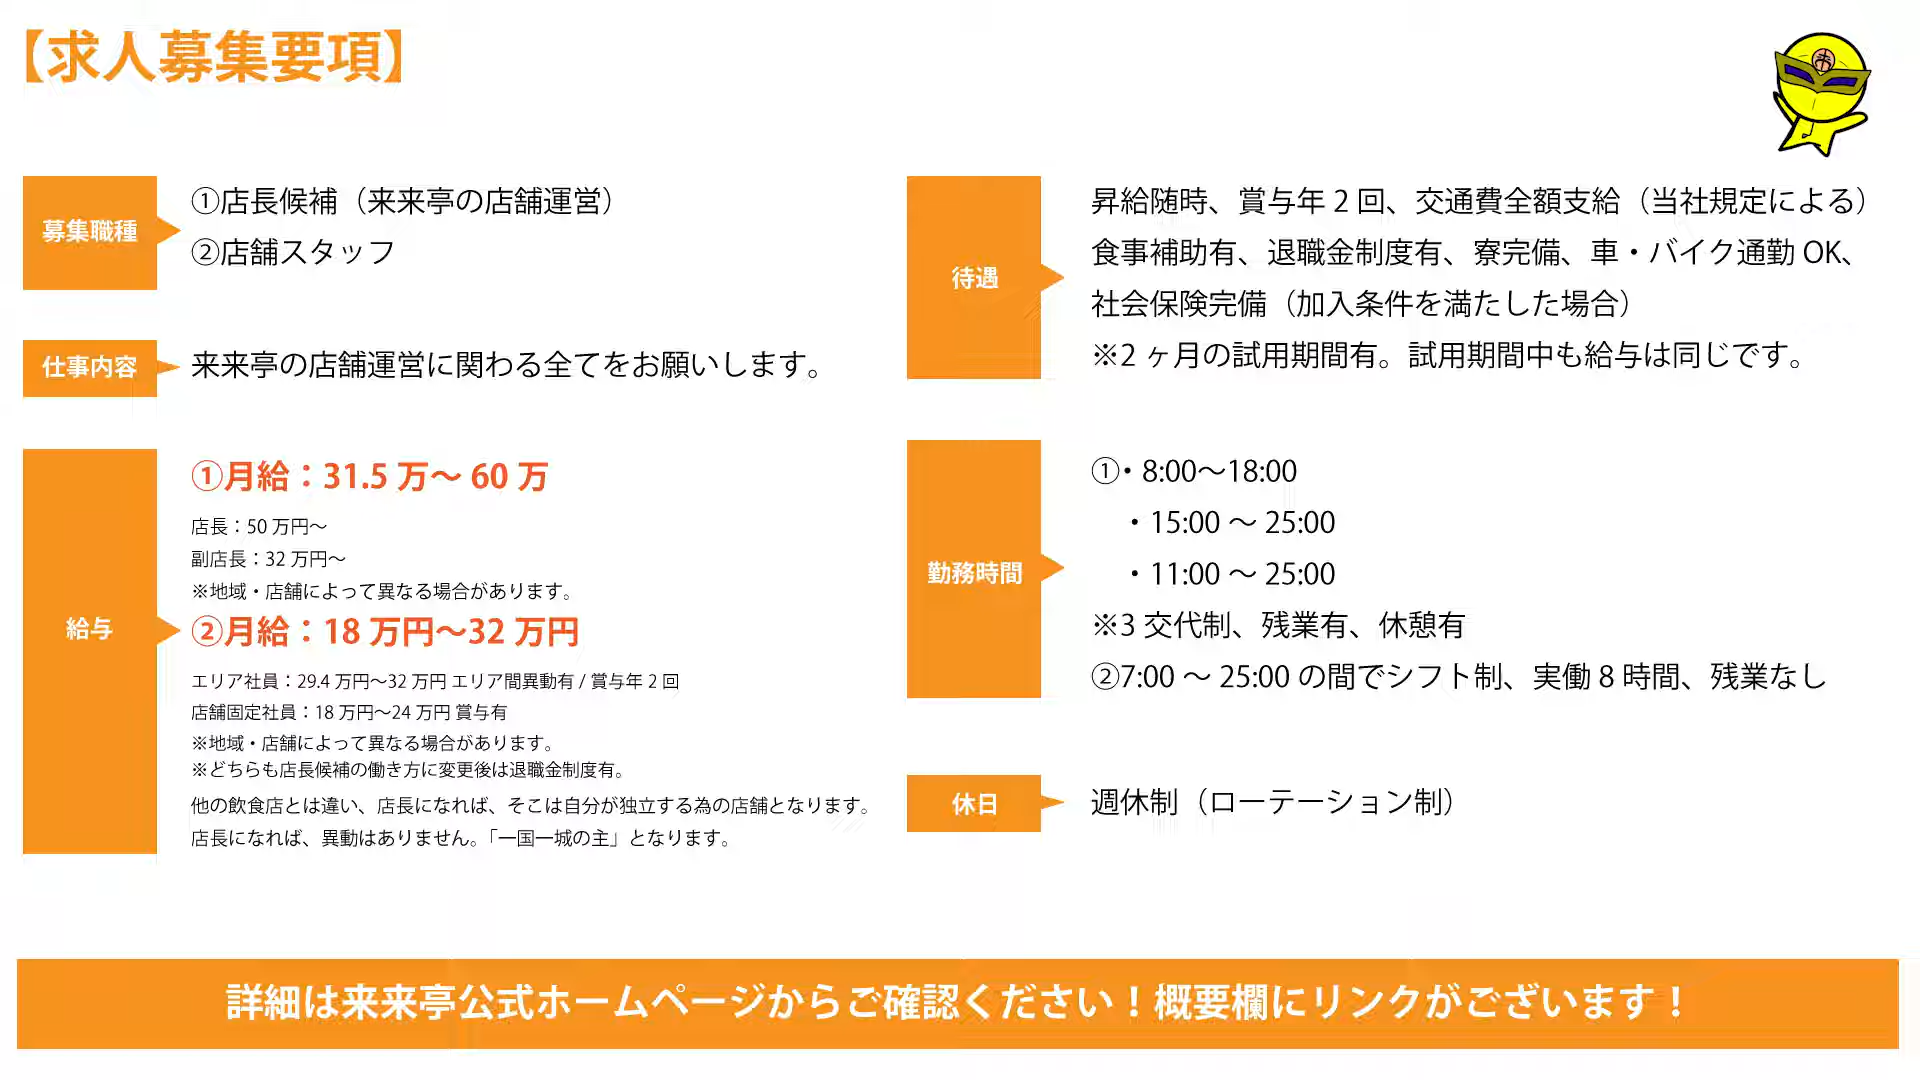 【求人募集要項】
募集職種
①店長候補（来来亭の店舗運営）
②店舗スタッフ
仕事内容
来来亭の店舗運営に関わる全てをお願いします。
給与
①月給：31.5 万～ 60 万
店長：50 万円～
副店長：32 万円～
※地域・店舗によって異なる場合があります。
②月給：18 万円～32 万円
エリア社員：29.4 万円～32 万円 エリア間異動有 / 賞与年 2 回
店舗固定社員：18 万円～24 万円 賞与有
※地域・店舗によって異なる場合があります。
※どちらも店長候補の働き方に変更後は退職金制度有。
他の飲食店とは違い、店長になれば、そこは自分が独立する為の店舗となります。
店長になれば、異動はありません。「一国一城の主」となります。
待遇
昇給随時、賞与年 2 回、交通費全額支給（当社規定による）
食事補助有、退職金制度有、寮完備、車・バイク通勤 OK、
社会保険完備（加入条件を満たした場合）
※2 ヶ月の試用期間有。試用期間中も給与は同じです。
勤務時間
①・8:00～18:00
・15:00 ～ 25:00
・11:00 ～ 25:00
※3 交代制、残業有、休憩有
②7:00 ～ 25:00 の間でシフト制、実働 8 時間、残業なし
休日
週休制（ローテーション制）
詳細は来来亭公式ホームページからご確認ください！概要欄にリンクがございます！